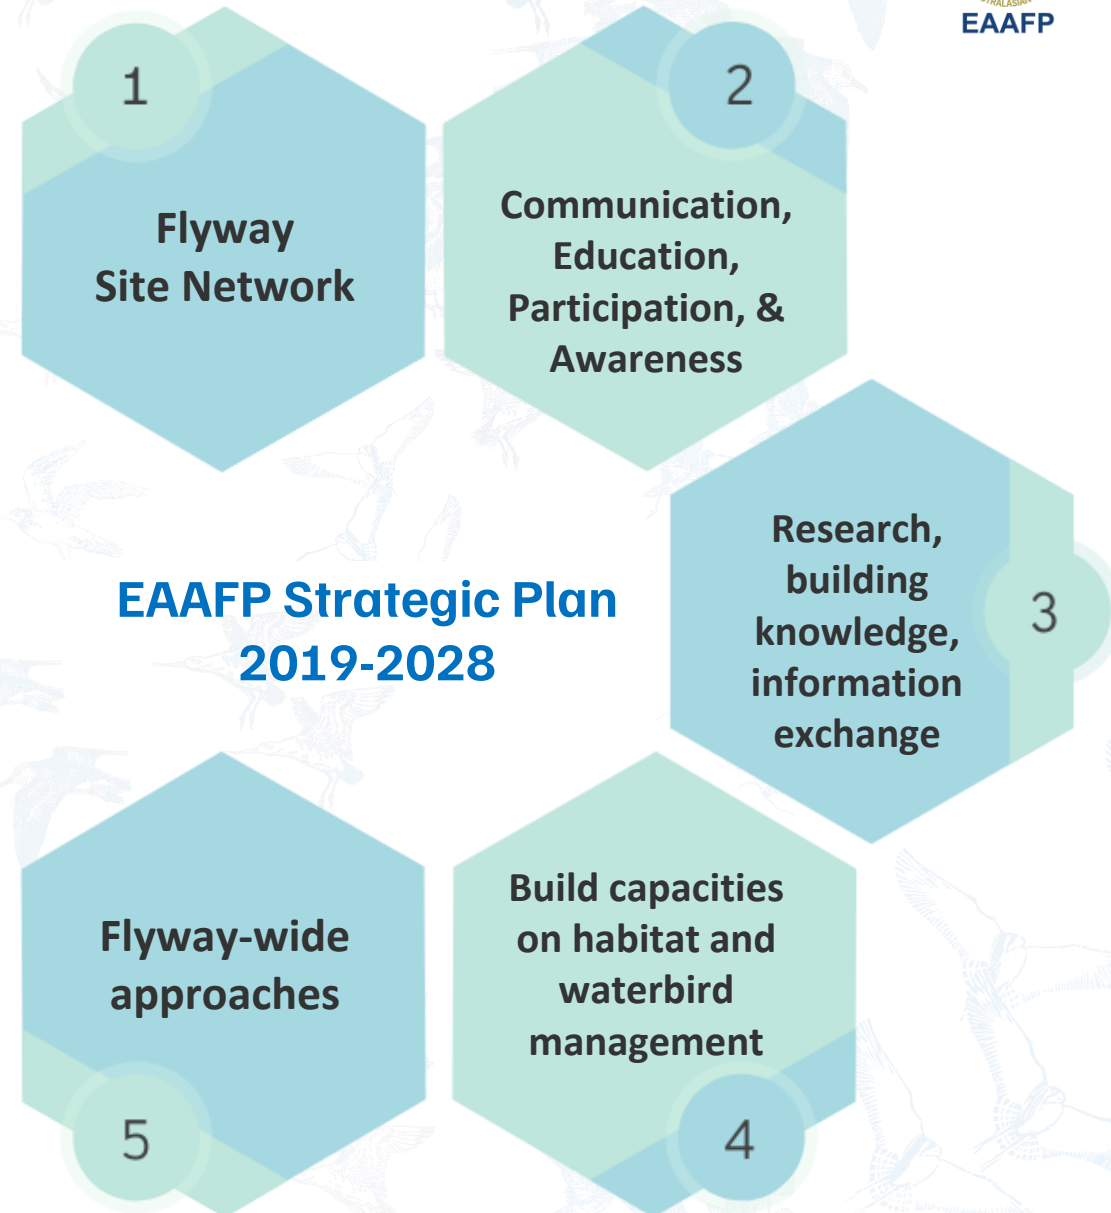 EAAFP
1
Flyway
Site Network
2
Communication,
Education,
Participation, &
Awareness
3
Research,
building
knowledge,
information
exchange
EAAFP Strategic Plan
2019-2028
4
Build capacities
on habitat and
waterbird
management
5
Flyway-wide
approaches